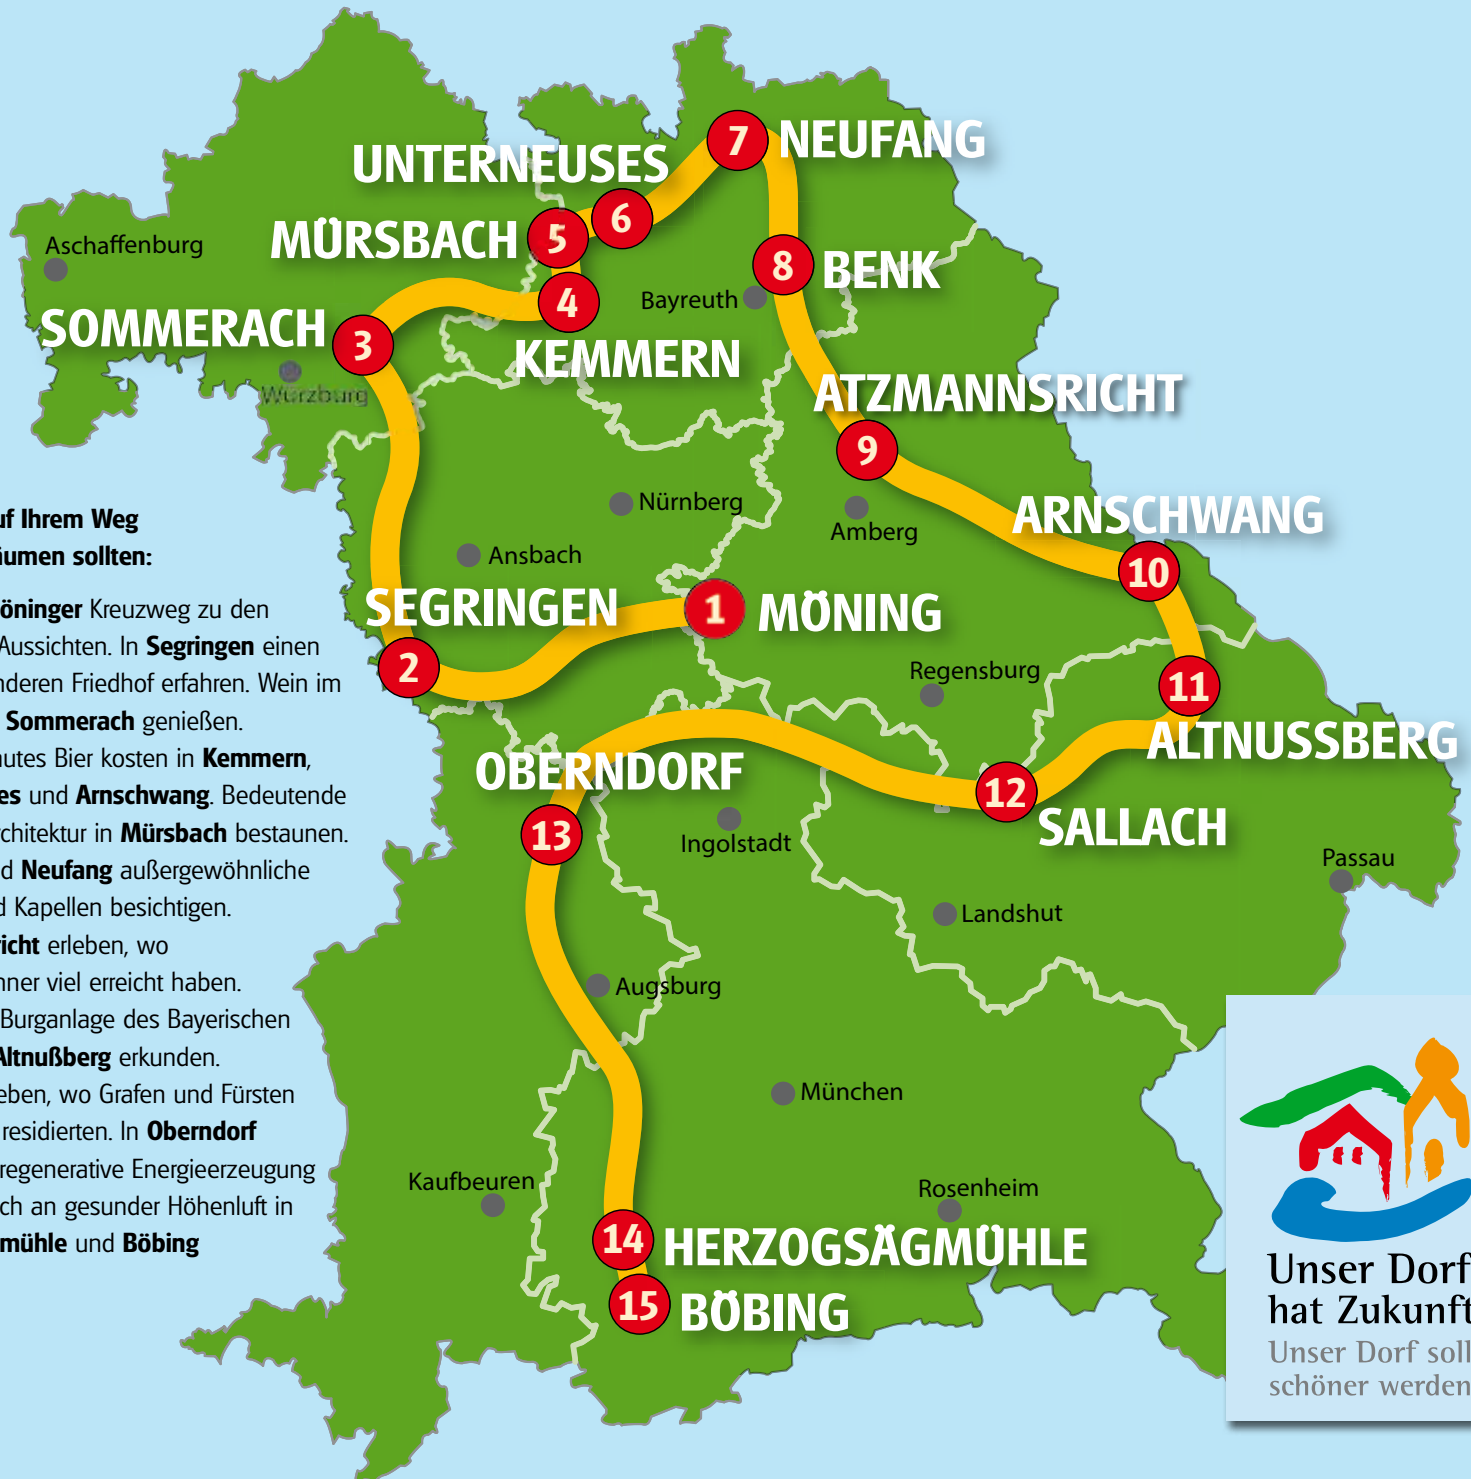 7 NEUFANG
UNTERNEUSES
6
MÜRSBACH 5
Aschaffenburg
8 BENK
Bayreuth
4
SOMMERACH 3
KEMMERN
Würzburg
ATZMANNSRICHT
9
Nürnberg
Amberg
ARNSCHWANG
10
Ansbach
SEGRINGEN
1 MÖNING
2
Regensburg
11
ALTNUSSBERG
OBERNDORF
12
SALLACH
13
Ingolstadt
Passau
Landshut
Augsburg
München
Kaufbeuren
Rosenheim
14 HERZOGSÄGMÜHLE
15 BÖBING
uf Ihrem Weg
umen sollten:
öninger Kreuzweg zu den
Aussichten. In Segringen einen
nderen Friedhof erfahren. Wein im
Sommerach genießen.
utes Bier kosten in Kemmern,
es und Arnschwang. Bedeutende
rchitektur in Mürsbach bestaunen.
d Neufang außergewöhnliche
d Kapellen besichtigen.
icht erleben, wo
nner viel erreicht haben.
Burganlage des Bayerischen
Altnußberg erkunden.
eben, wo Grafen und Fürsten
residierten. In Oberndorf
regenerative Energieerzeugung
ch an gesunder Höhenluft in
mühle und Böbing
Unser Dorf
hat Zukunft
Unser Dorf soll
schöner werden